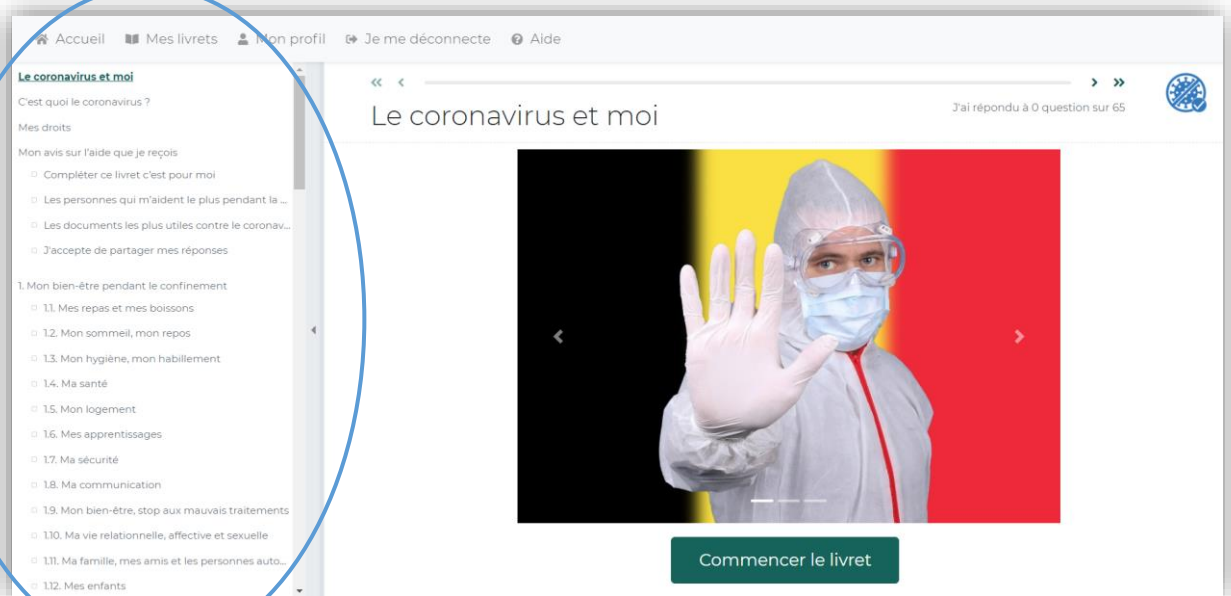 Accueil Mes livrets Mon profil Je me déconnecte Aide
Le coronavirus et moi
C'est quoi le coronavirus ?
Mes droits
Mon avis sur l'aide que je reçois
Compléter ce livret c'est pour moi
Les personnes qui m'aident le plus pendant la ...
Les documents les plus utiles contre le coronav...
J'accepte de partager mes réponses
1. Mon bien-être pendant le confinement
1.1. Mes repas et mes boissons
1.2. Mon sommeil, mon repos
1.3. Mon hygiène, mon habillement
1.4. Ma santé
1.5. Mon logement
1.6. Mes apprentissages
1.7. Ma sécurité
1.8. Ma communication
1.9. Mon bien-être, stop aux mauvais traitements
1.10. Ma vie relationnelle, affective et sexuelle
1.11. Ma famille, mes amis et les personnes auto...
1.12. Mes enfants
Le coronavirus et moi
J'ai répondu à 0 question sur 65
Commencer le livret